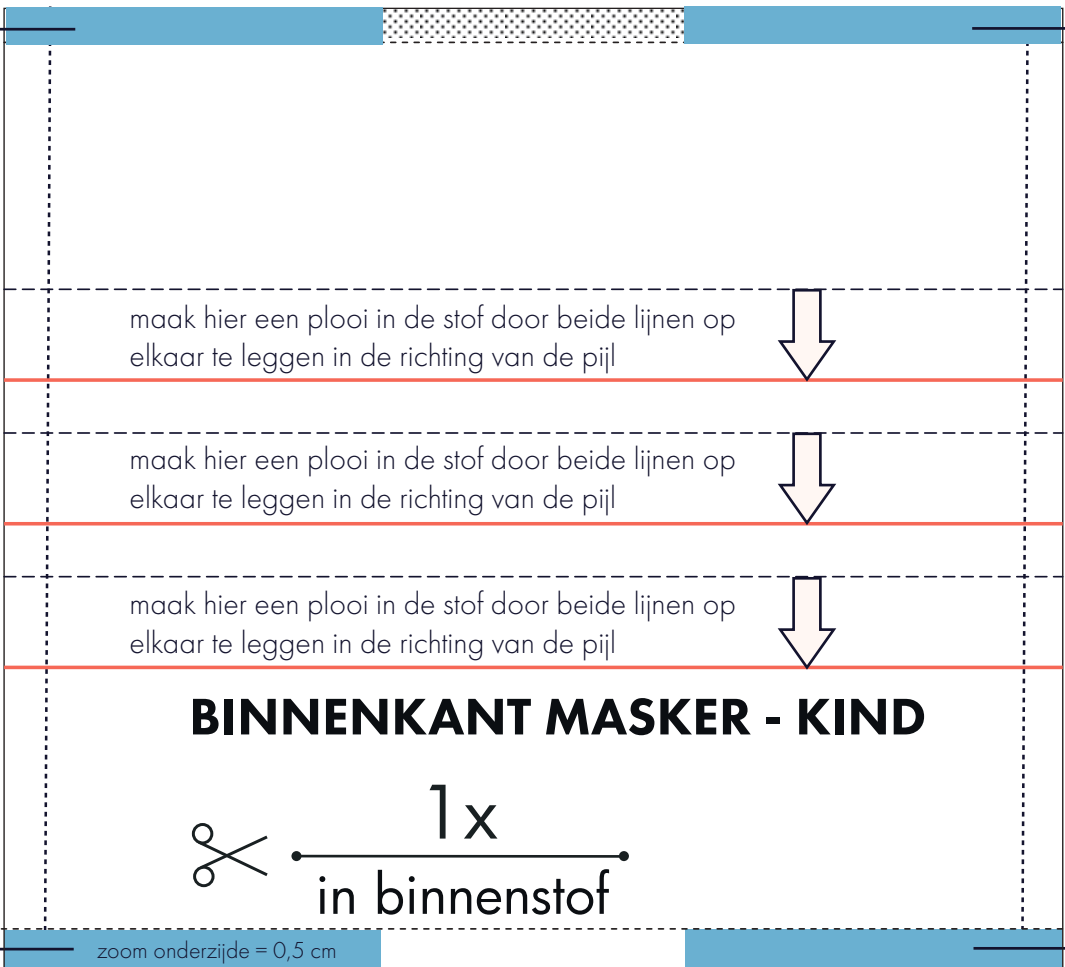 maak hier een plooi in de stof door beide lijnen op
elkaar te leggen in de richting van de pijl
maak hier een plooi in de stof door beide lijnen op
elkaar te leggen in de richting van de pijl
maak hier een plooi in de stof door beide lijnen op
elkaar te leggen in de richting van de pijl
BINNENKANT MASKER - KIND
1x
in binnenstof
zoom onderzijde = 0,5 cm